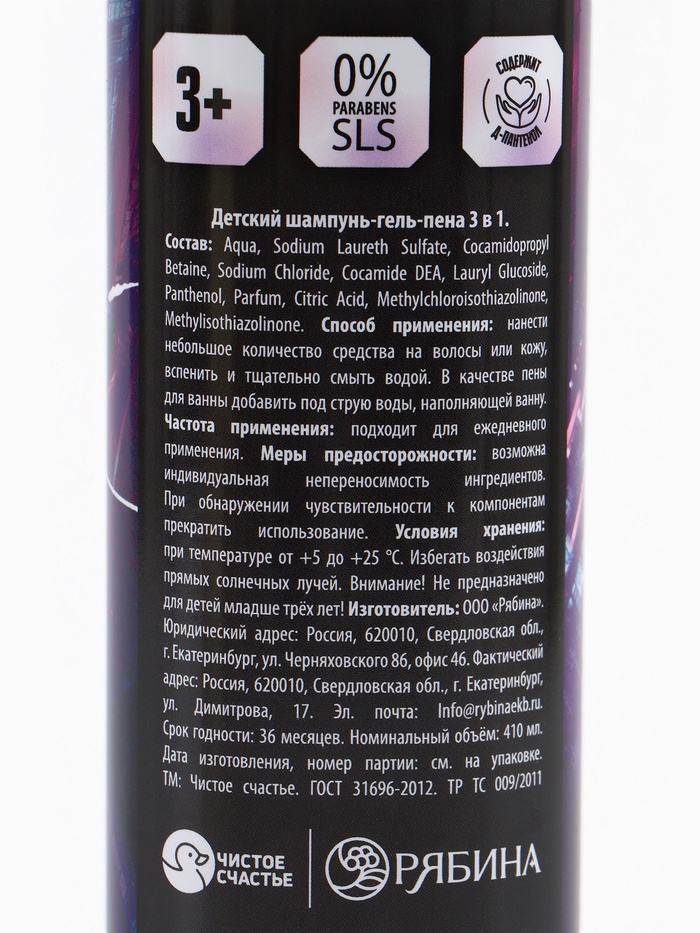 3+
0%
PARABENS
SLS
СОДЕРЖИТ
Д-ПАНТЕНОЛ
Детский шампунь-гель-пена 3 в 1.
Состав: Aqua, Sodium Laureth Sulfate, Cocamidopropyl
Betaine, Sodium Chloride, Cocamide DEA, Lauryl Glucoside,
Panthenol, Parfum, Citric Acid, Methylchloroisothiazolinone,
Methylisothiazolinone. Способ применения: нанести
небольшое количество средства на волосы или кожу,
вспенить и тщательно смыть водой. В качестве пены
для ванны добавить под струю воды, наполняющей ванну.
Частота применения: подходит для ежедневного
применения. Меры предосторожности: возможна
индивидуальная непереносимость ингредиентов.
При обнаружении чувствительности к компонентам
прекратить использование. Условия хранения:
при температуре от +5 до +25 °С. Избегать воздействия
прямых солнечных лучей. Внимание! Не предназначено
для детей младше трёх лет! Изготовитель: ООО «Рябина».
Юридический адрес: Россия, 620010, Свердловская обл.,
г. Екатеринбург, ул. Черняховского 86, офис 46. Фактический
адрес: Россия, 620010, Свердловская обл., г. Екатеринбург,
ул. Димитрова, 17. Эл. почта: Info@rybinaekb.ru.
Срок годности: 36 месяцев. Номинальный объём: 410 мл.
Дата изготовления, номер партии: см. на упаковке.
ТМ: Чистое счастье. ГОСТ 31696-2012. ТР ТС 009/2011
ЧИСТОЕ
СЧАСТЬЕ
РЯБИНА